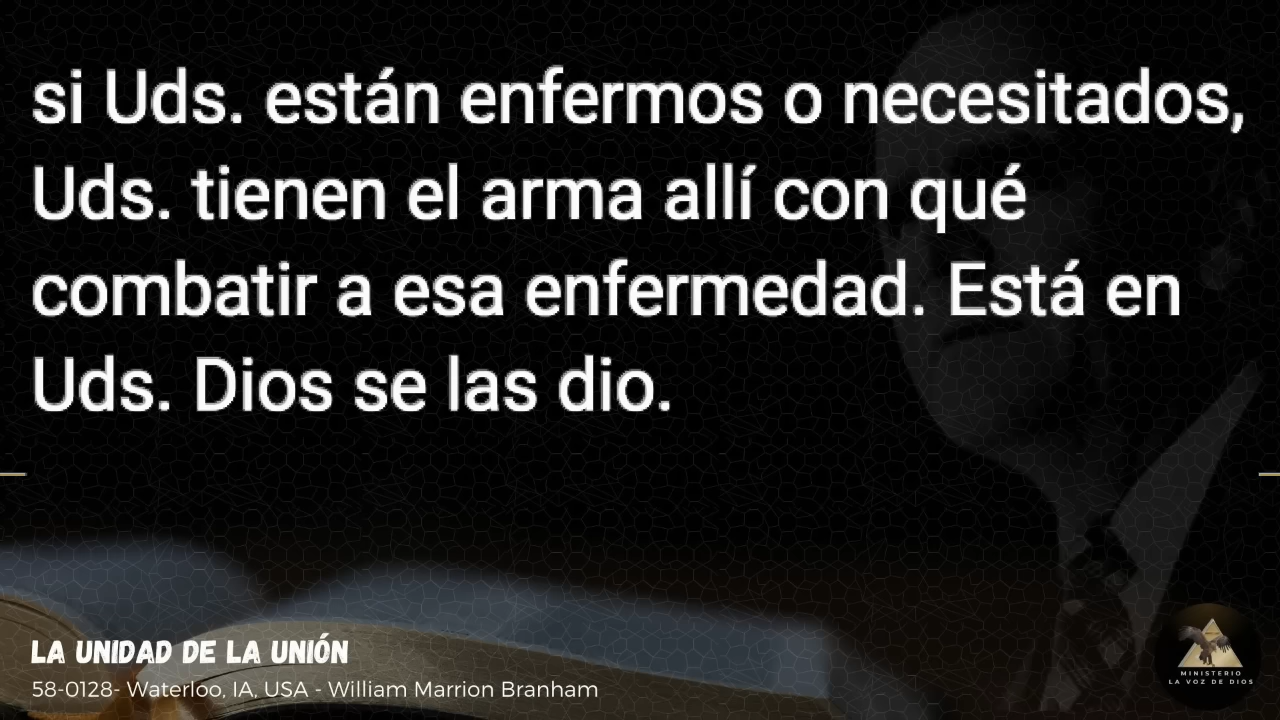 si Uds. están enfermos o necesitados,
Uds. tienen el arma allí con qué
combatir a esa enfermedad. Está en
Uds. Dios se las dio.
LA UNIDAD DE LA UNIÓN
58-0128- Waterloo, IA, USA - William Marrion Branham
MINISTERIO
LA VOZ DE DIOS